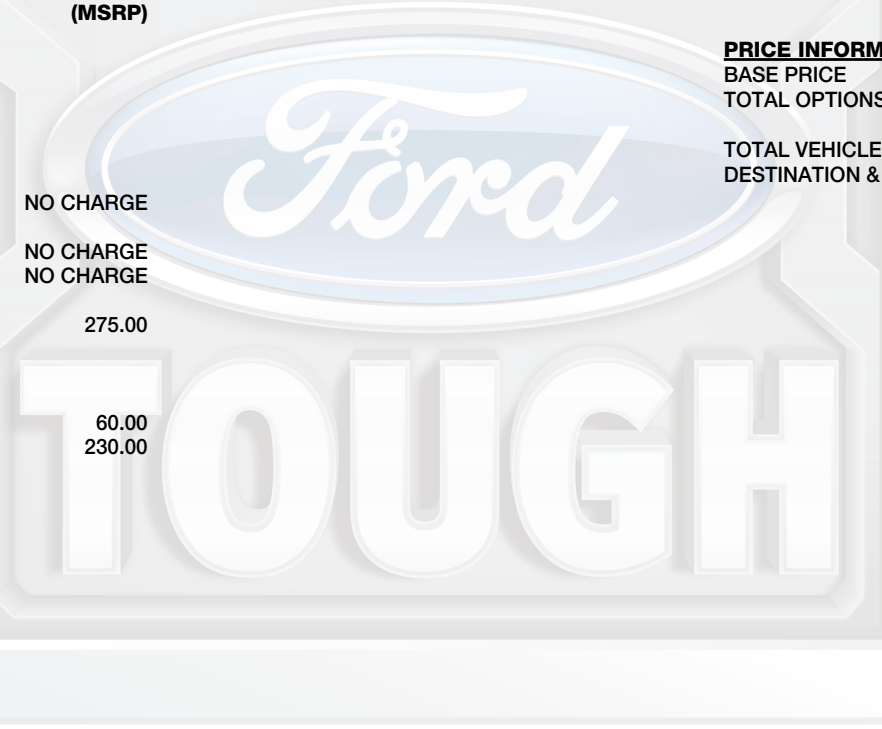 (MSRP)
NO CHARGE
NO CHARGE
NO CHARGE
275.00
60.00
230.00
PRICE INFORM
BASE PRICE
TOTAL OPTIONS
TOTAL VEHICLE
DESTINATION &
Ford
TOUGH